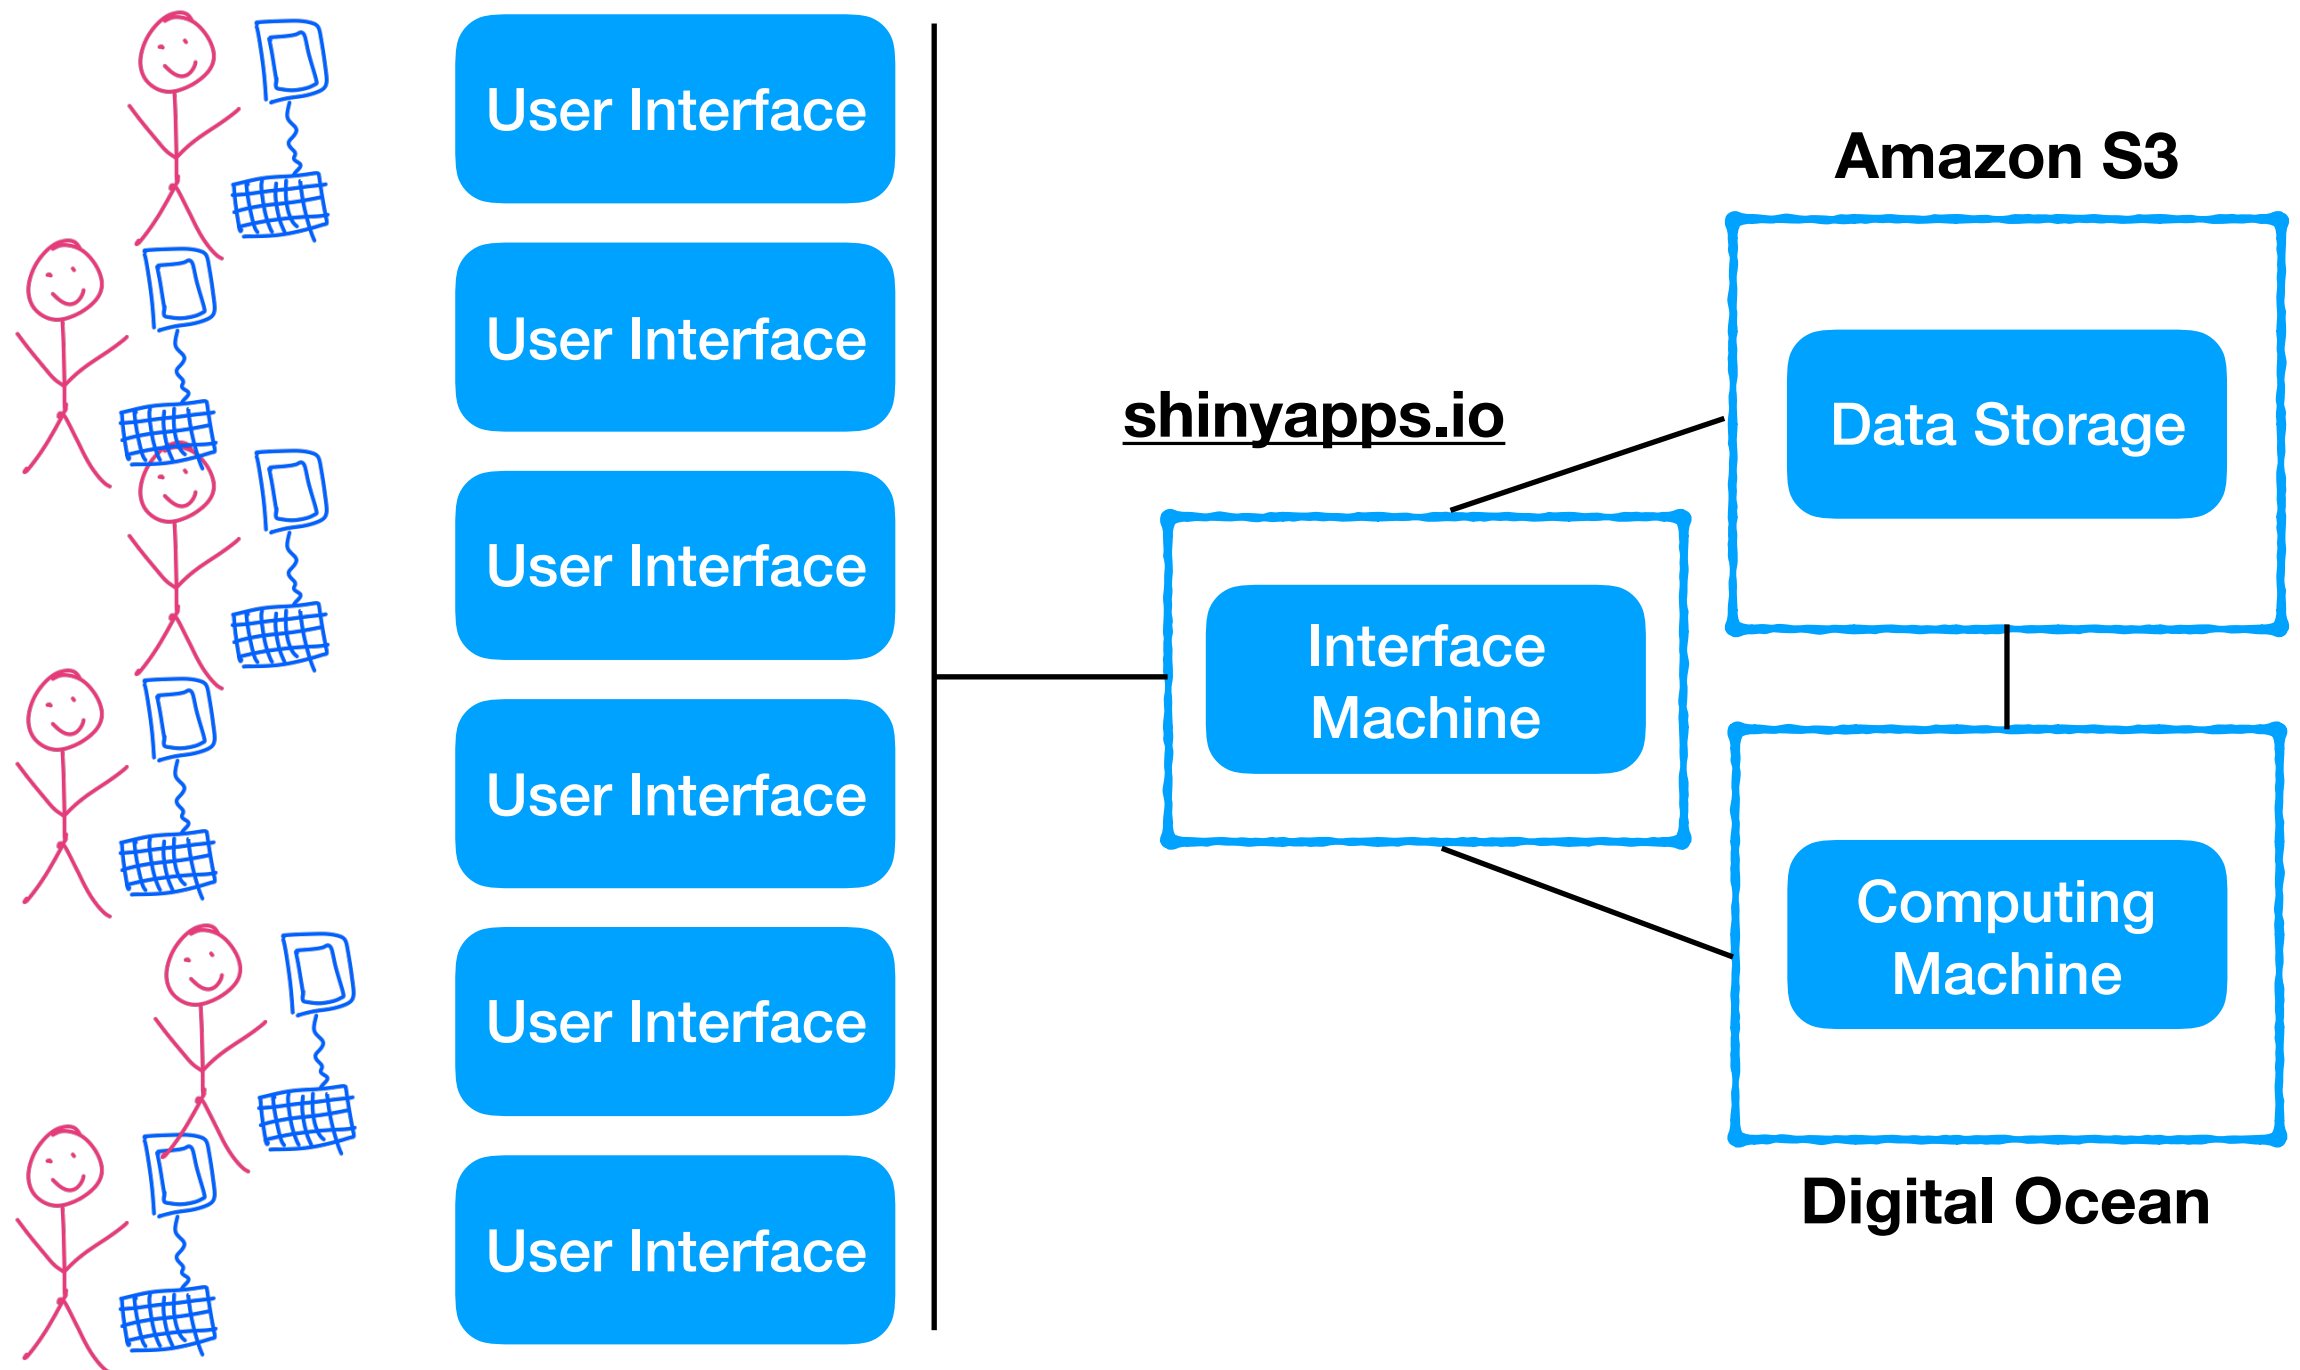 User Interface
User Interface
User Interface
User Interface
User Interface
User Interface
shinyapps.io
Interface
Machine
Amazon S3
Data Storage
Computing
Machine
Digital Ocean